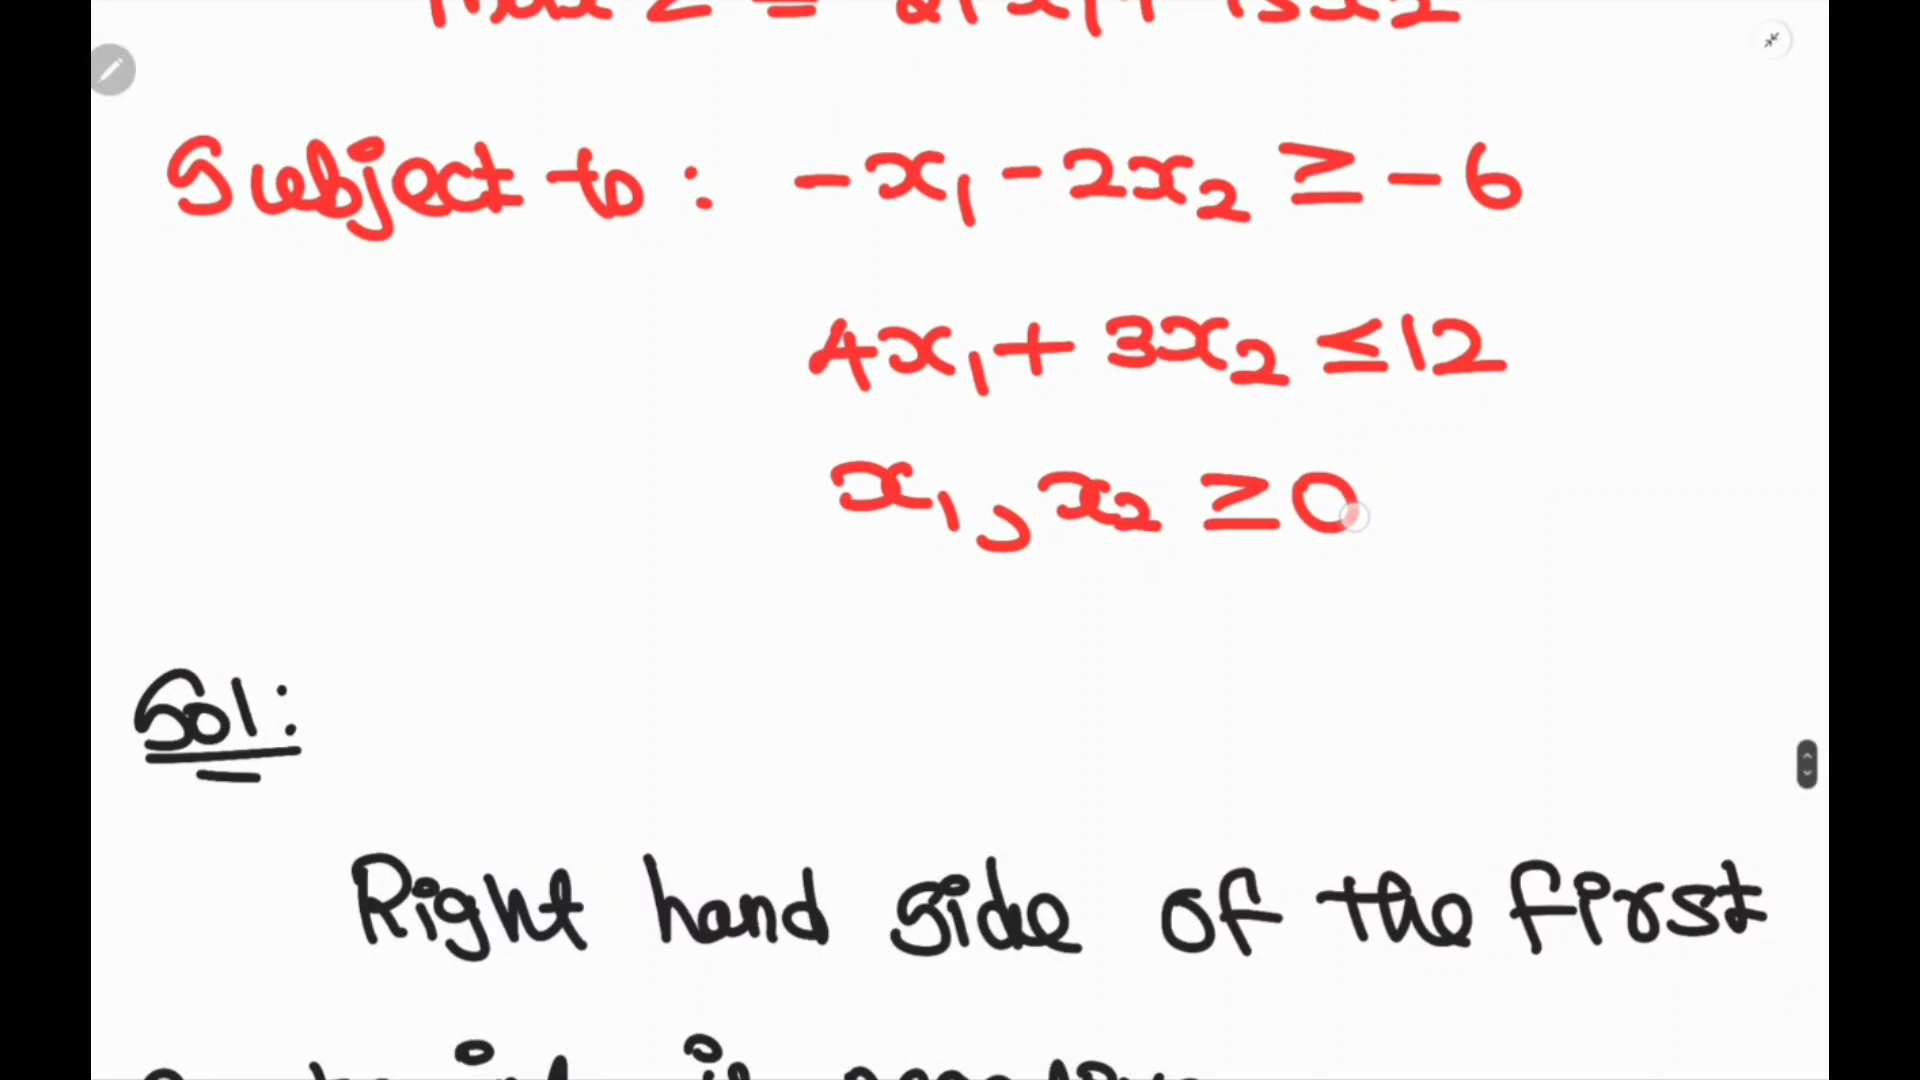 Subject to : -x₁ - 2x₂ ≥ -6
4x₁ + 3x₂ ≤ 12
x₁, x₂ ≥ 0
Sol:
Right hand side of the first